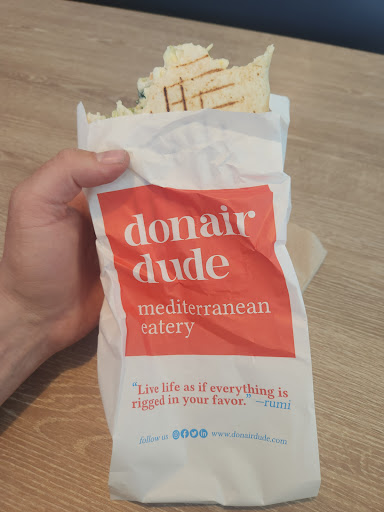 donair
dude
mediterranean
eatery
“Live life as if everything is
rigged in your favor.” –rumi
follow us www.donairdude.com